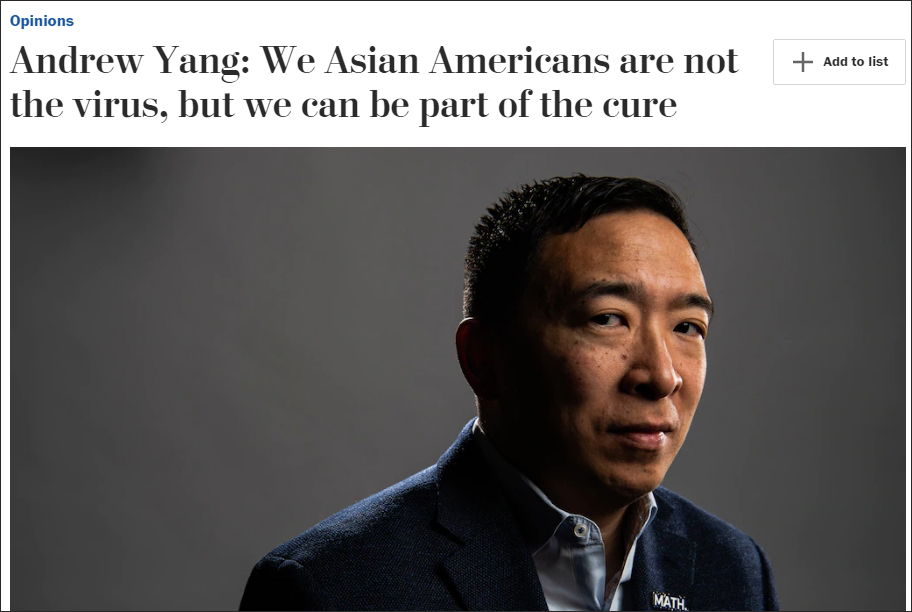 Opinions
Andrew Yang: We Asian Americans are not
the virus, but we can be part of the cure
Add to list
MATH.